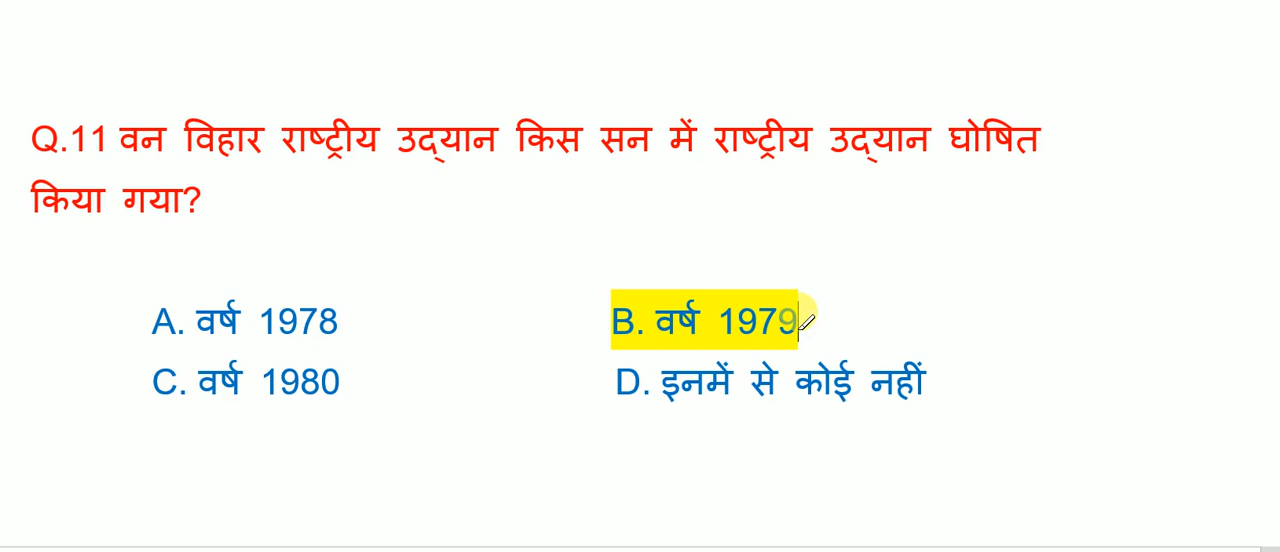 Q.11 वन विहार राष्ट्रीय उद्यान किस सन में राष्ट्रीय उद्यान घोषित
किया गया?
A. वर्ष 1978 B. वर्ष 1979
C. वर्ष 1980 D. इनमें से कोई नहीं